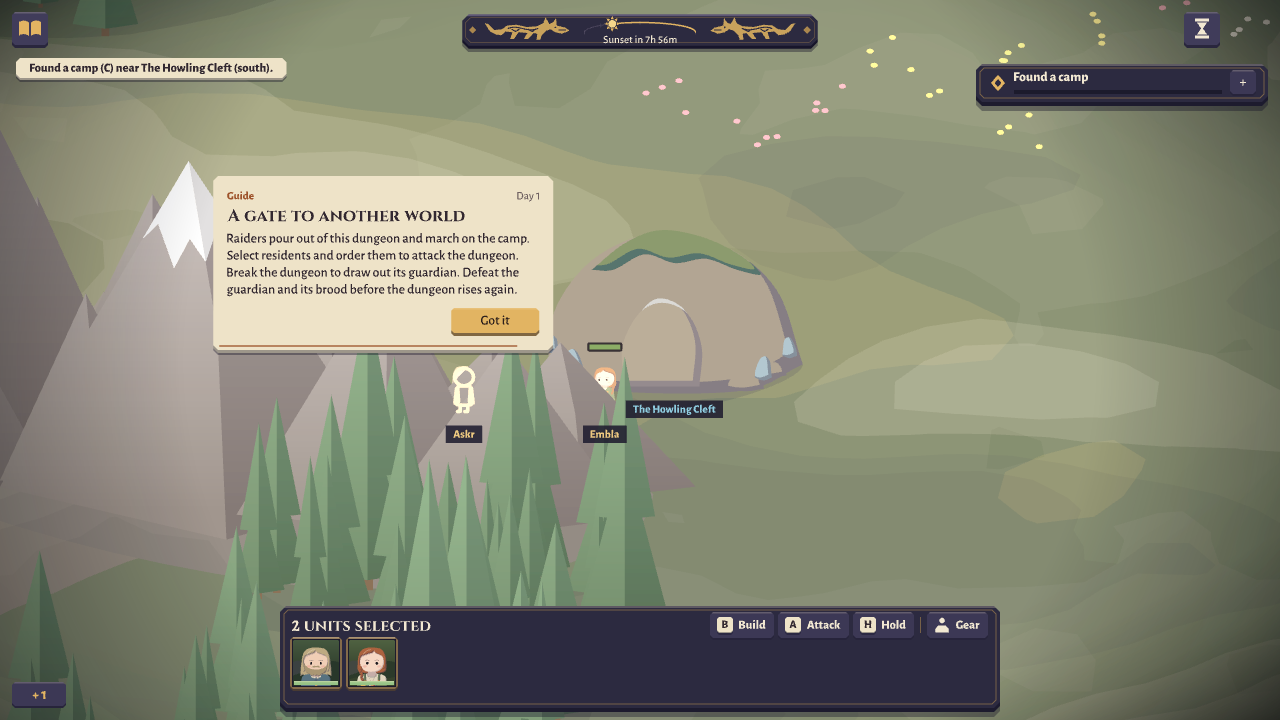 Sunset in 7h 56m
Found a camp (C) near The Howling Cleft (south).
Found a camp
+
Guide
Day 1
A gate to another world
Raiders pour out of this dungeon and march on the camp.
Select residents and order them to attack the dungeon.
Break the dungeon to draw out its guardian. Defeat the
guardian and its brood before the dungeon rises again.
Got it
The Howling Cleft
Askr
Embla
2 units selected
B Build
A Attack
H Hold
Gear
+1